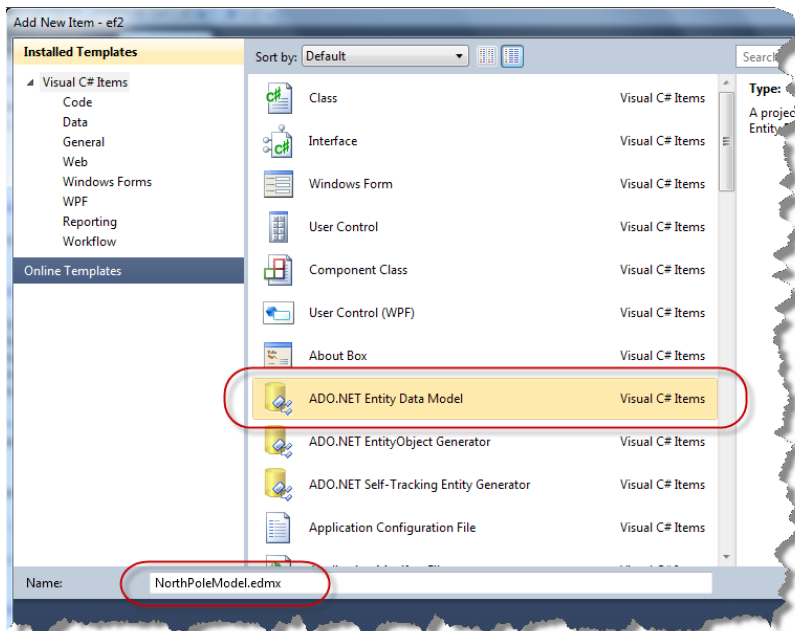 Add New Item - ef2
Installed Templates
Visual C# Items
Code
Data
General
Web
Windows Forms
WPF
Reporting
Workflow
Online Templates
Sort by: Default
Search
Class Visual C# Items
Interface Visual C# Items
Windows Form Visual C# Items
User Control Visual C# Items
Component Class Visual C# Items
User Control (WPF) Visual C# Items
About Box Visual C# Items
ADO.NET Entity Data Model Visual C# Items
ADO.NET EntityObject Generator Visual C# Items
ADO.NET Self-Tracking Entity Generator Visual C# Items
Application Configuration File Visual C# Items
Type:
A projec
Entity
Name: NorthPoleModel.edmx